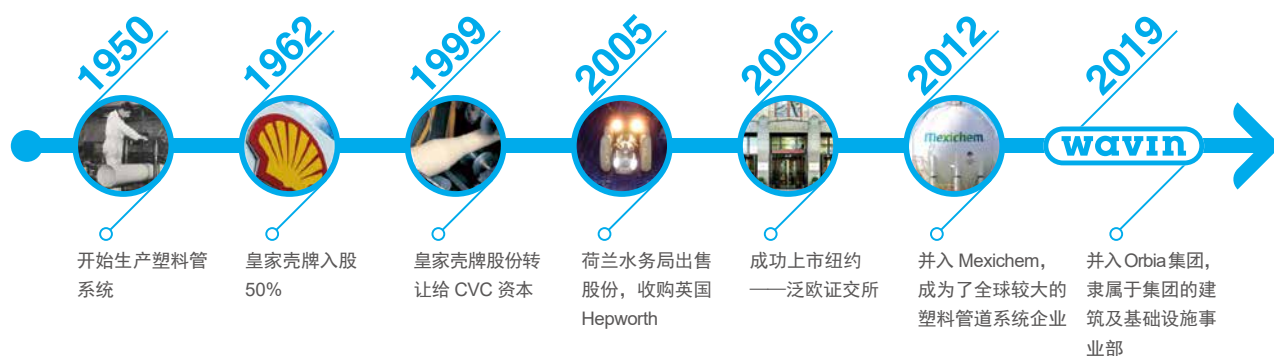 1950
1962
1999
2005
2006
2012
2019
Mexichem
wavin
开始生产塑料管
系统
皇家壳牌入股
50%
皇家壳牌股份转
让给 CVC 资本
荷兰水务局出售
股份，收购英国
Hepworth
成功上市纽约
——泛欧证交所
并入 Mexichem，
成为了全球较大的
塑料管道系统企业
并入Orbia集团，
隶属于集团的建
筑及基础设施事
业部